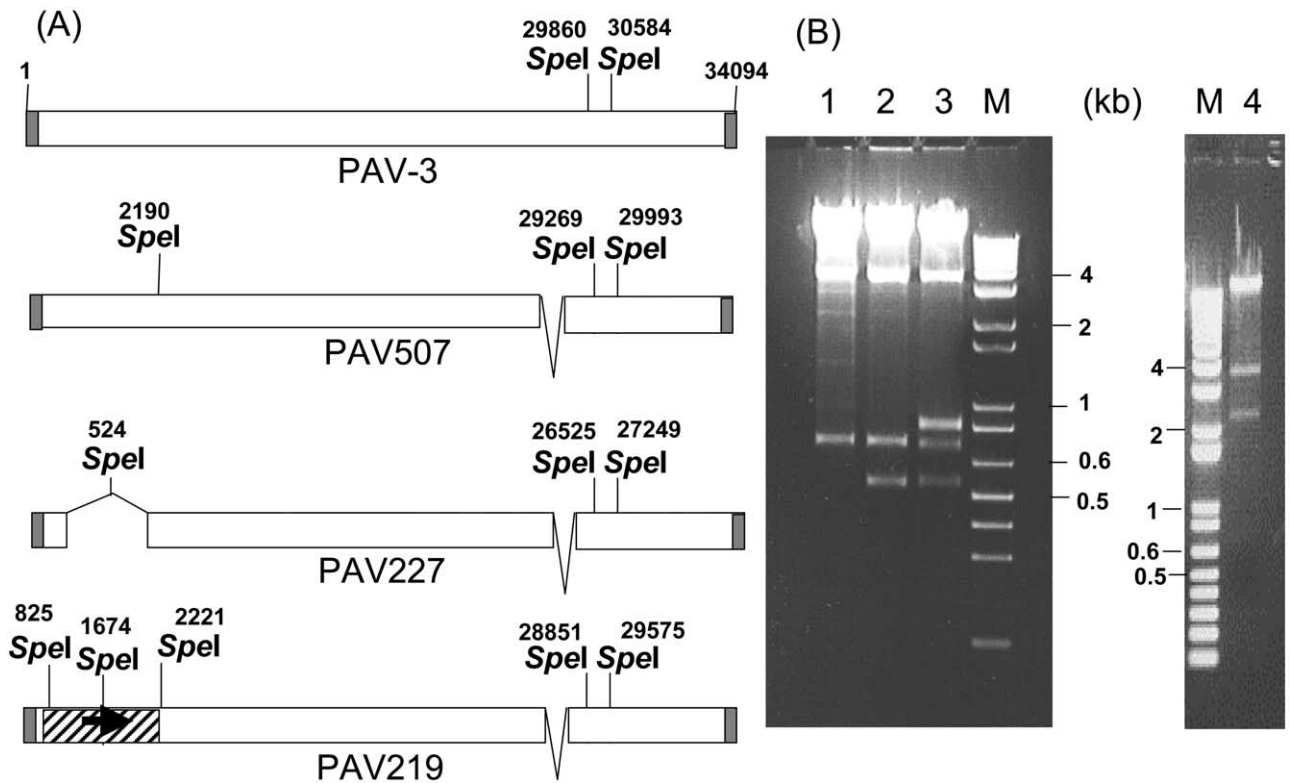 (A)
29860 30584
SpeI SpeI
1
34094
PAV-3
2190
SpeI
29269 29993
SpeI SpeI
PAV507
524
SpeI
26525 27249
SpeI SpeI
PAV227
825 1674 2221
SpeI SpeI SpeI
28851 29575
SpeI SpeI
PAV219
(B)
1 2 3 M (kb) M 4
4
2
1
0.6
0.5
4
2
1
0.6
0.5